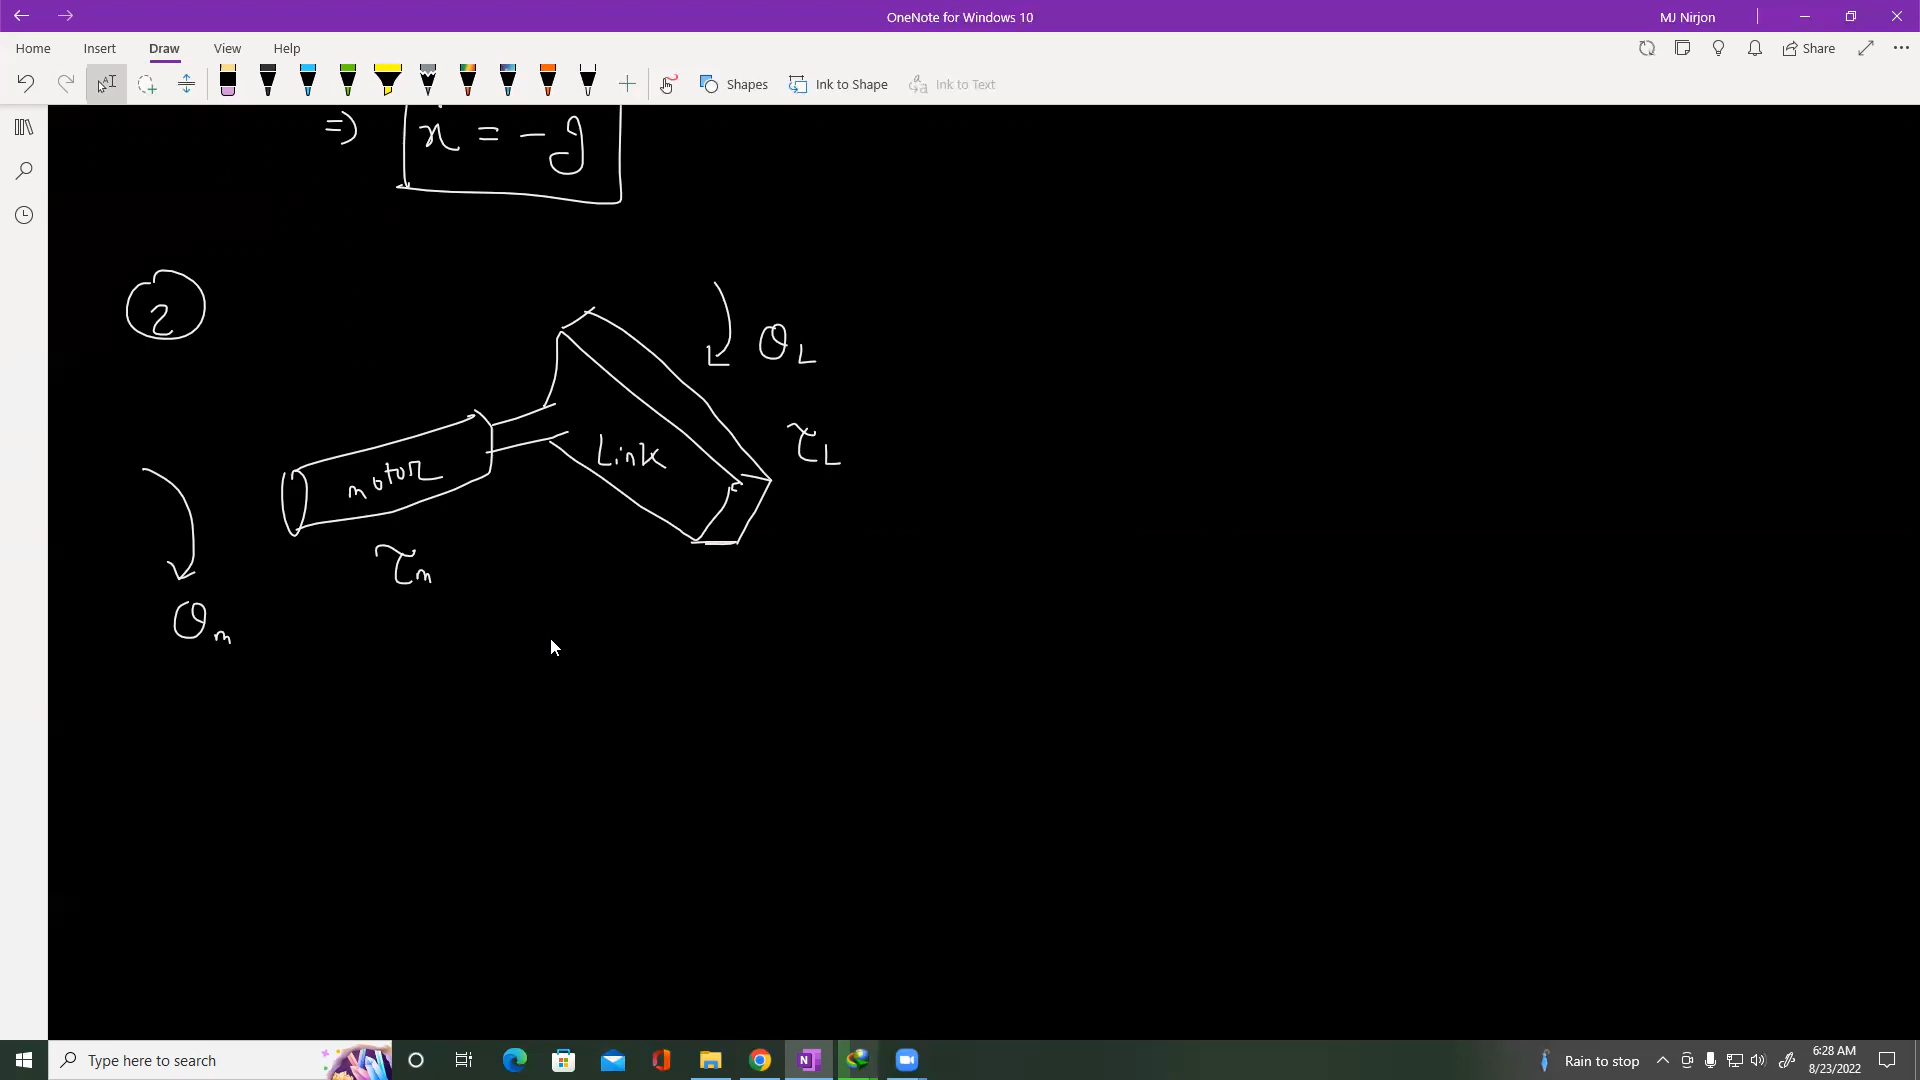 OneNote for Windows 10
MJ Nirjon
Home Insert Draw View Help
Share
Shapes
Ink to Shape
Ink to Text
=) ẍ = - g
2
θL
τL
Link
motor
τm
θm
Type here to search
Rain to stop
6:28 AM
8/23/2022